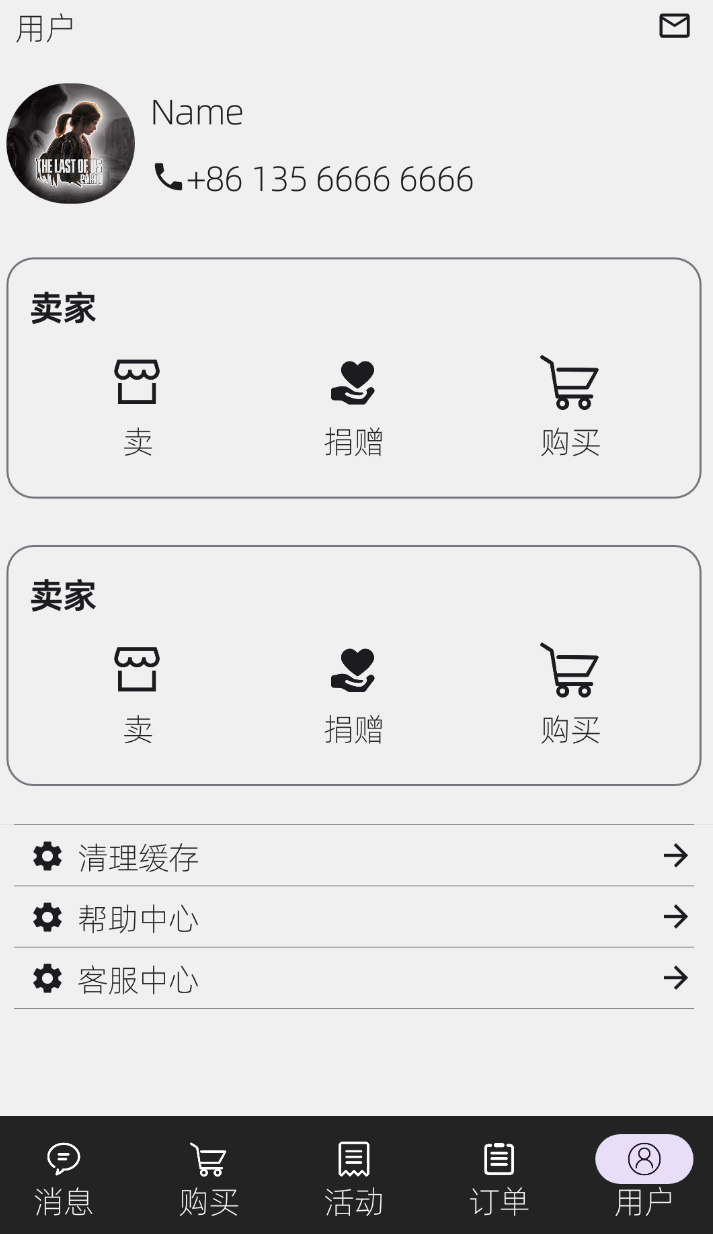 用户
Name
THE LAST OF US
PART I
+86 135 6666 6666
卖家
卖 捐赠 购买
卖家
卖 捐赠 购买
清理缓存
帮助中心
客服中心
消息 购买 活动 订单 用户